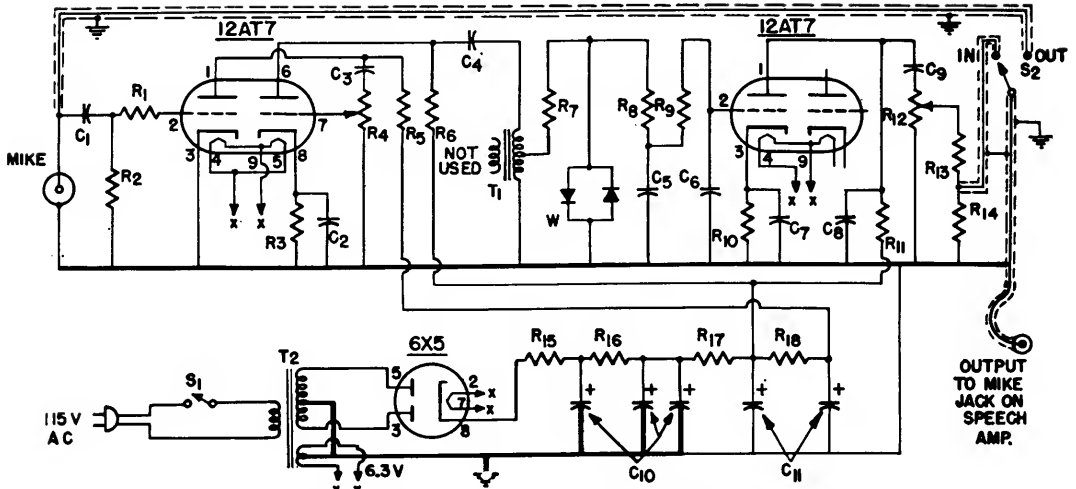 12AT7
12AT7
IN
S2 OUT
1
6
C3
C4
1
C9
R1
C1
2
7
R4
R5
R6
R7
R8
R9
2
R12
MIKE
R2
3
4
9
5
8
NOT
USED
T1
3
4
9
R13
X
X
R3
C2
W
C5
C6
X
X
R10
C7
C8
R11
R14
6X5
R15
R16
R17
R18
T2
S1
5
2
X
7
X
3
8
+
+
+
+
+
115V
AC
6.3V
X
X
C10
C11
OUTPUT
TO MIKE
JACK ON
SPEECH
AMP.